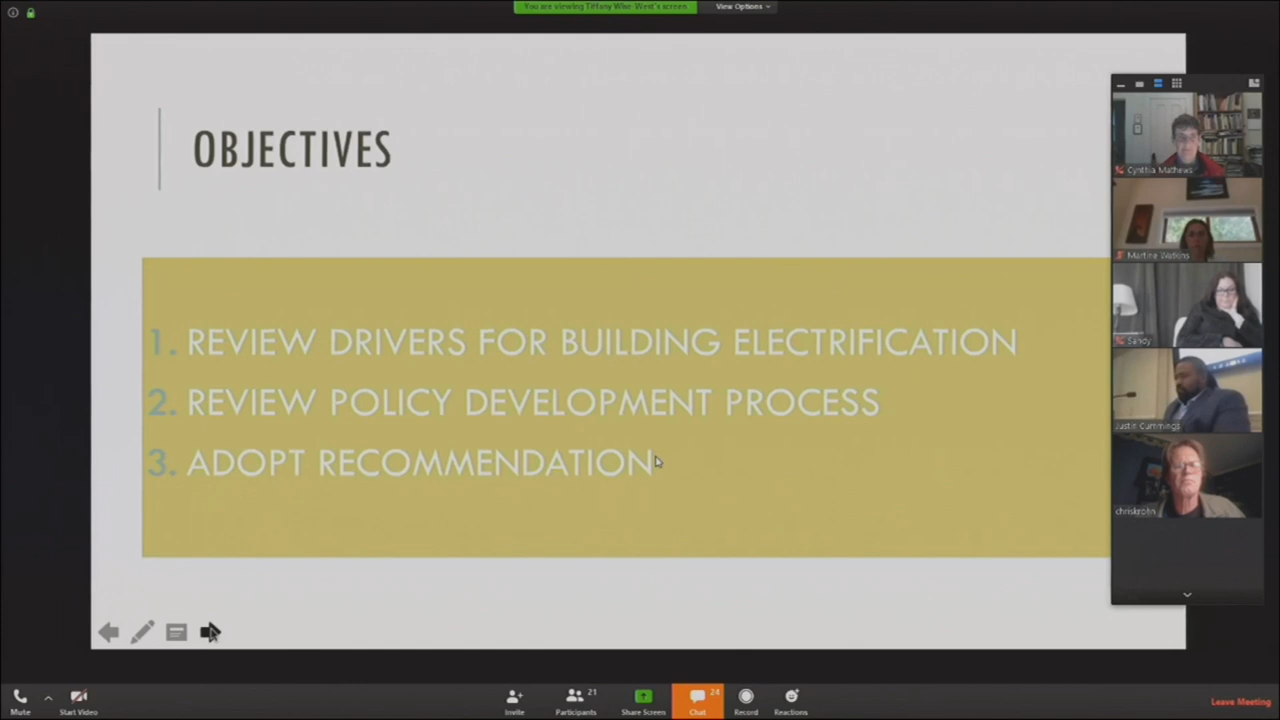 You are viewing Tiffany Wise-West's screen
View Options
OBJECTIVES
1. REVIEW DRIVERS FOR BUILDING ELECTRIFICATION
2. REVIEW POLICY DEVELOPMENT PROCESS
3. ADOPT RECOMMENDATION
Cynthia Mathews
Martine Watkins
Sandy
Justin Cummings
chriskrohn
Mute
Start Video
Invite
Participants
21
Share Screen
Chat
24
Record
Reactions
Leave Meeting